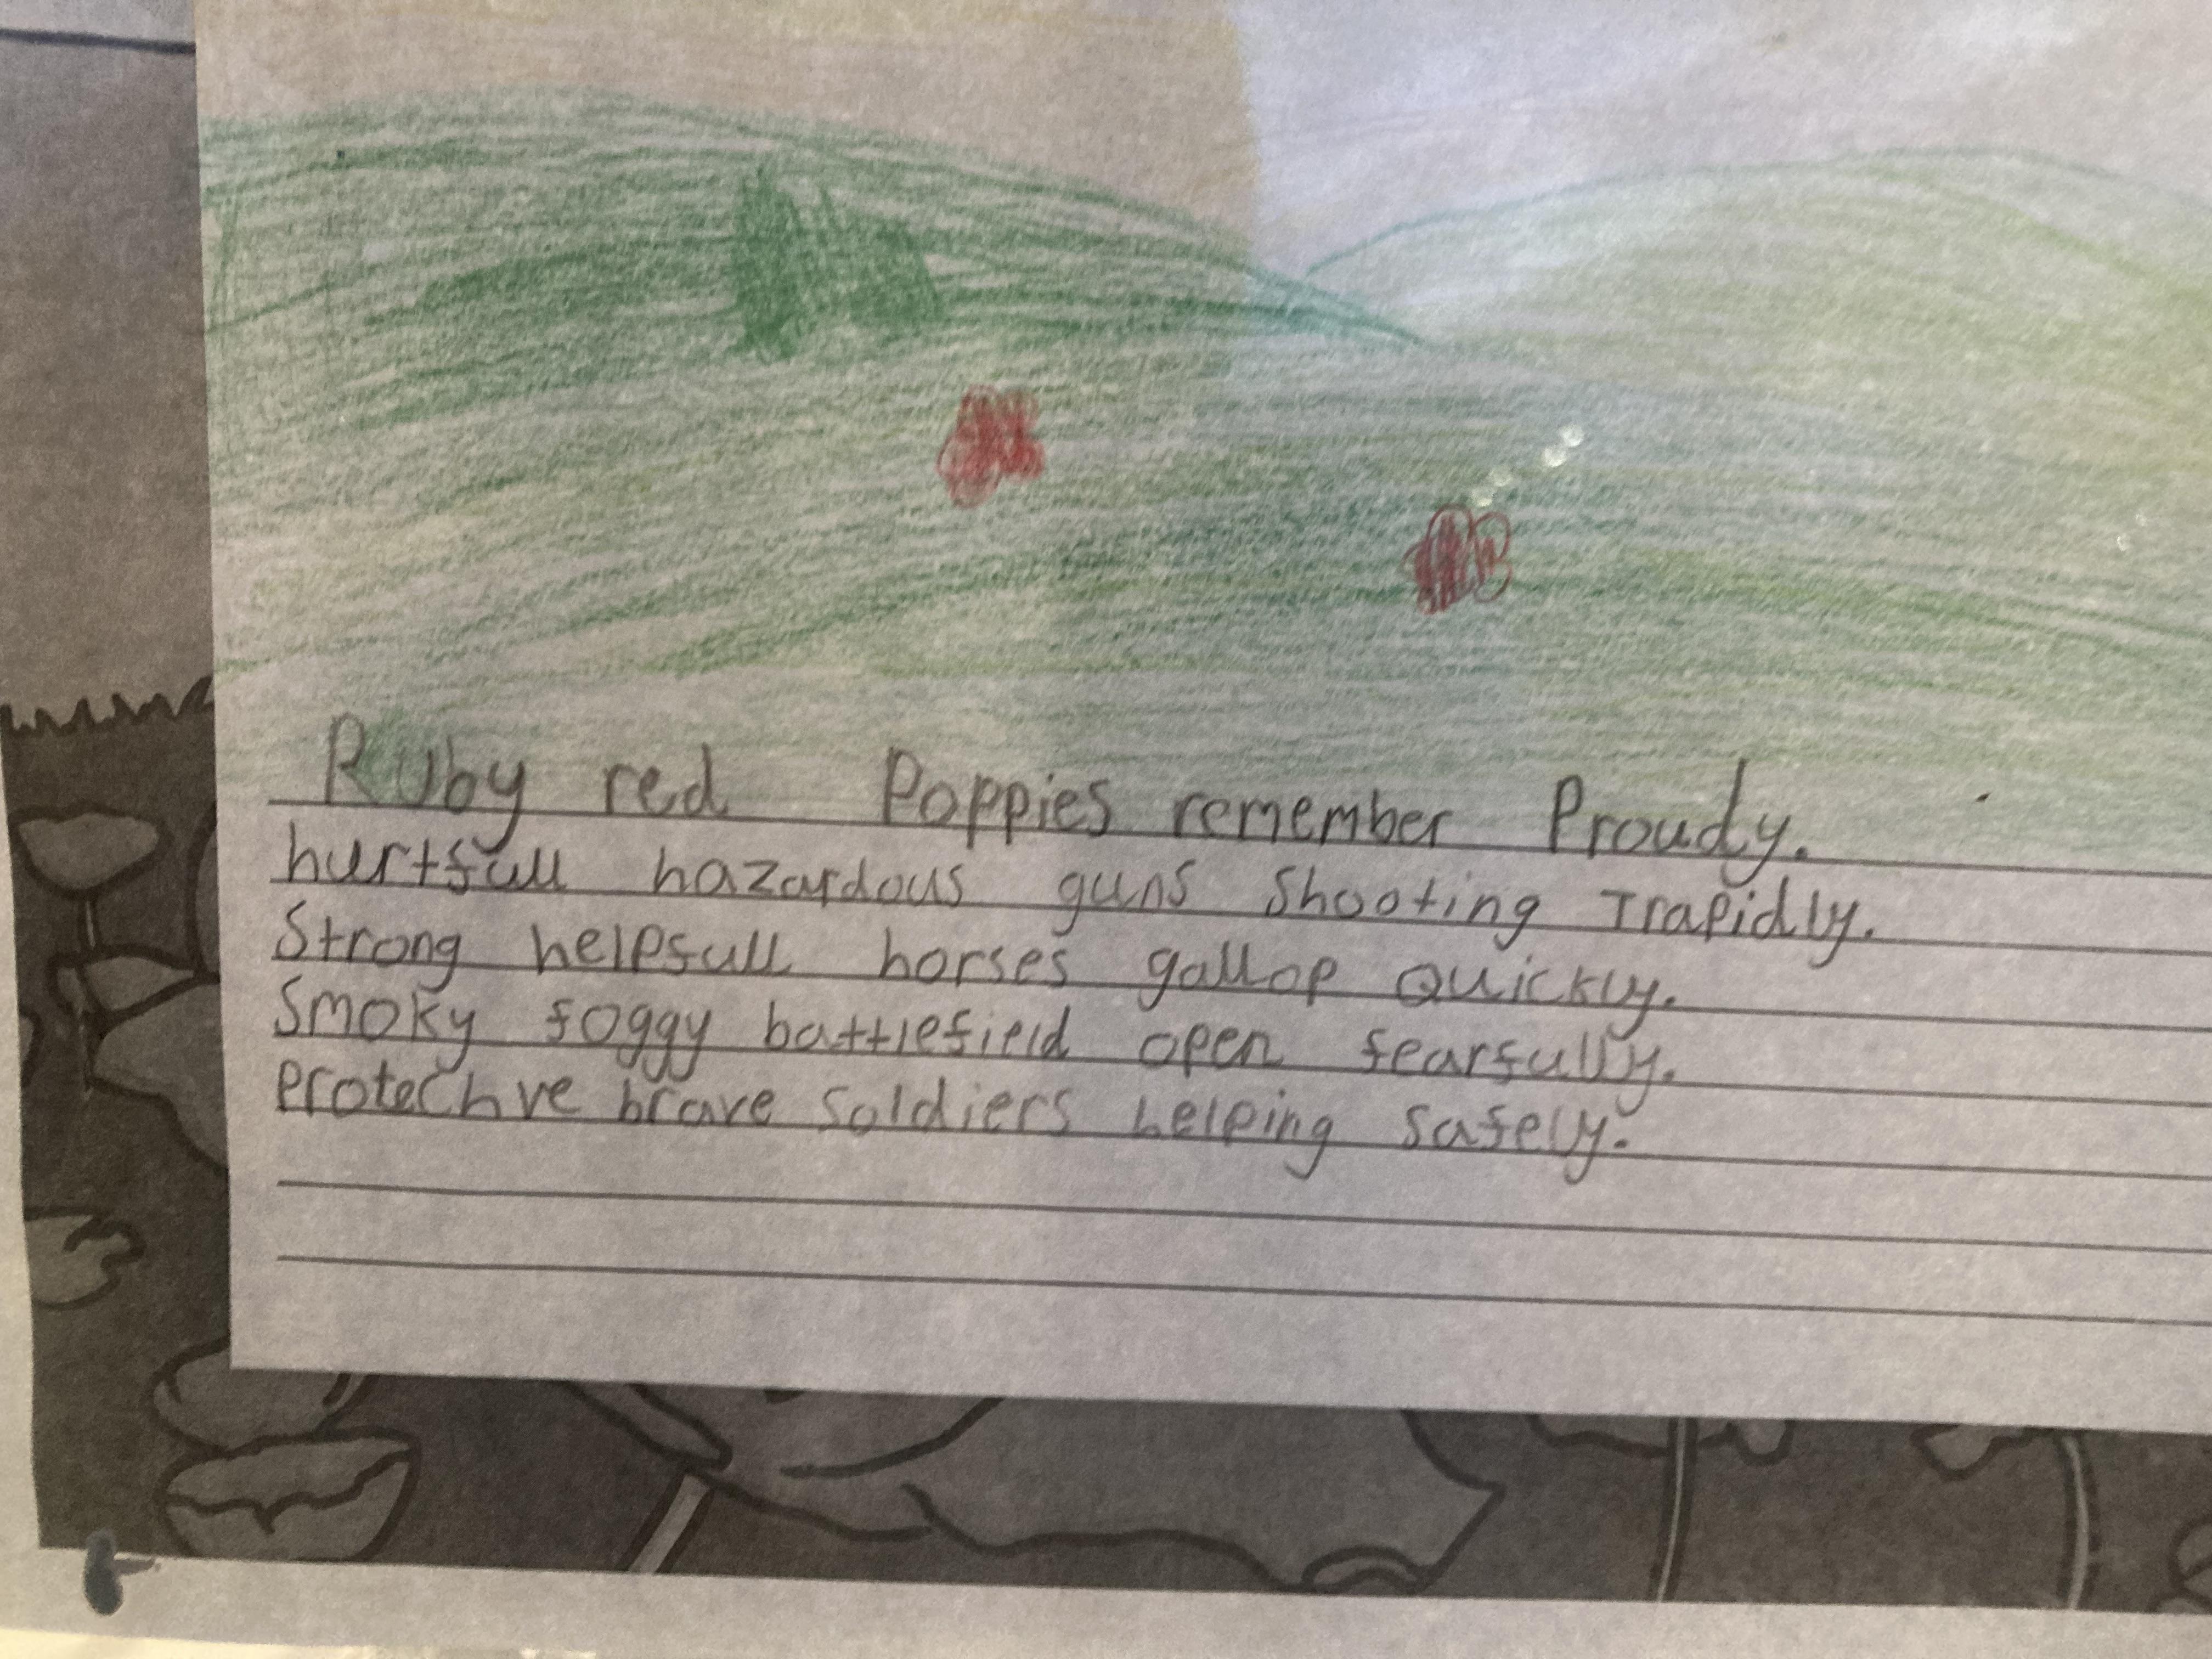 Ruby red Poppies remember Proudy.
hurtfull hazardous guns Shooting Trapidly.
Strong helpfull horses gallop Quickly.
Smoky foggy battlefield open fearfully.
Protective brave Soldiers helping Safely.